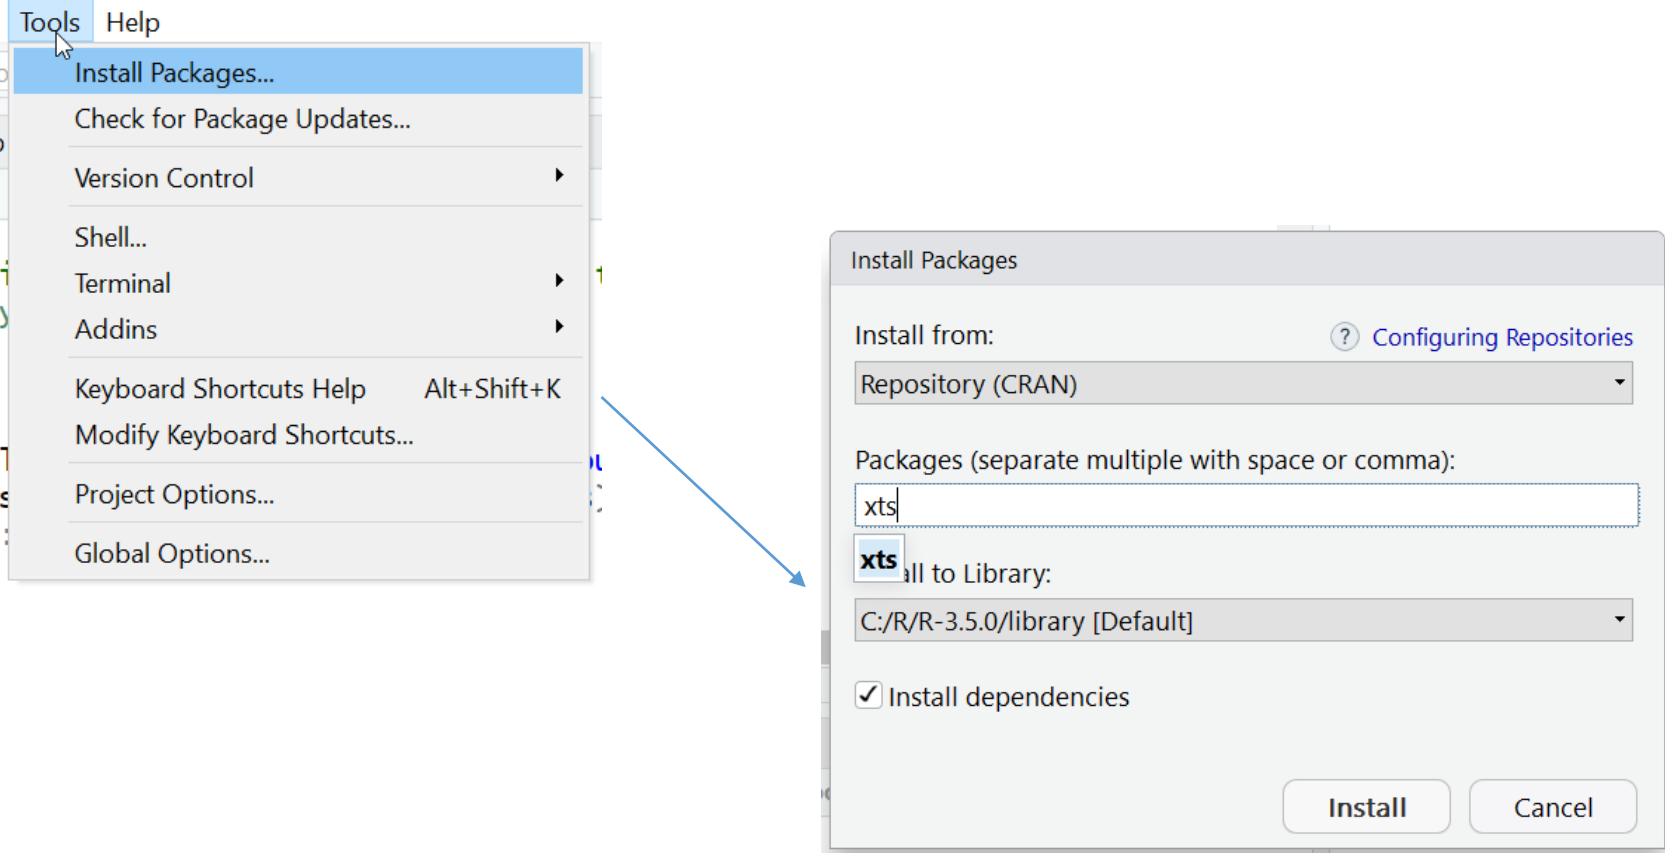 Tools Help
Install Packages...
Check for Package Updates...
Version Control
Shell...
Terminal
Addins
Keyboard Shortcuts Help Alt+Shift+K
Modify Keyboard Shortcuts...
Project Options...
Global Options...
Install Packages
Install from:
? Configuring Repositories
Repository (CRAN)
Packages (separate multiple with space or comma):
xts
xts
all to Library:
C:/R/R-3.5.0/library [Default]
Install dependencies
Install Cancel